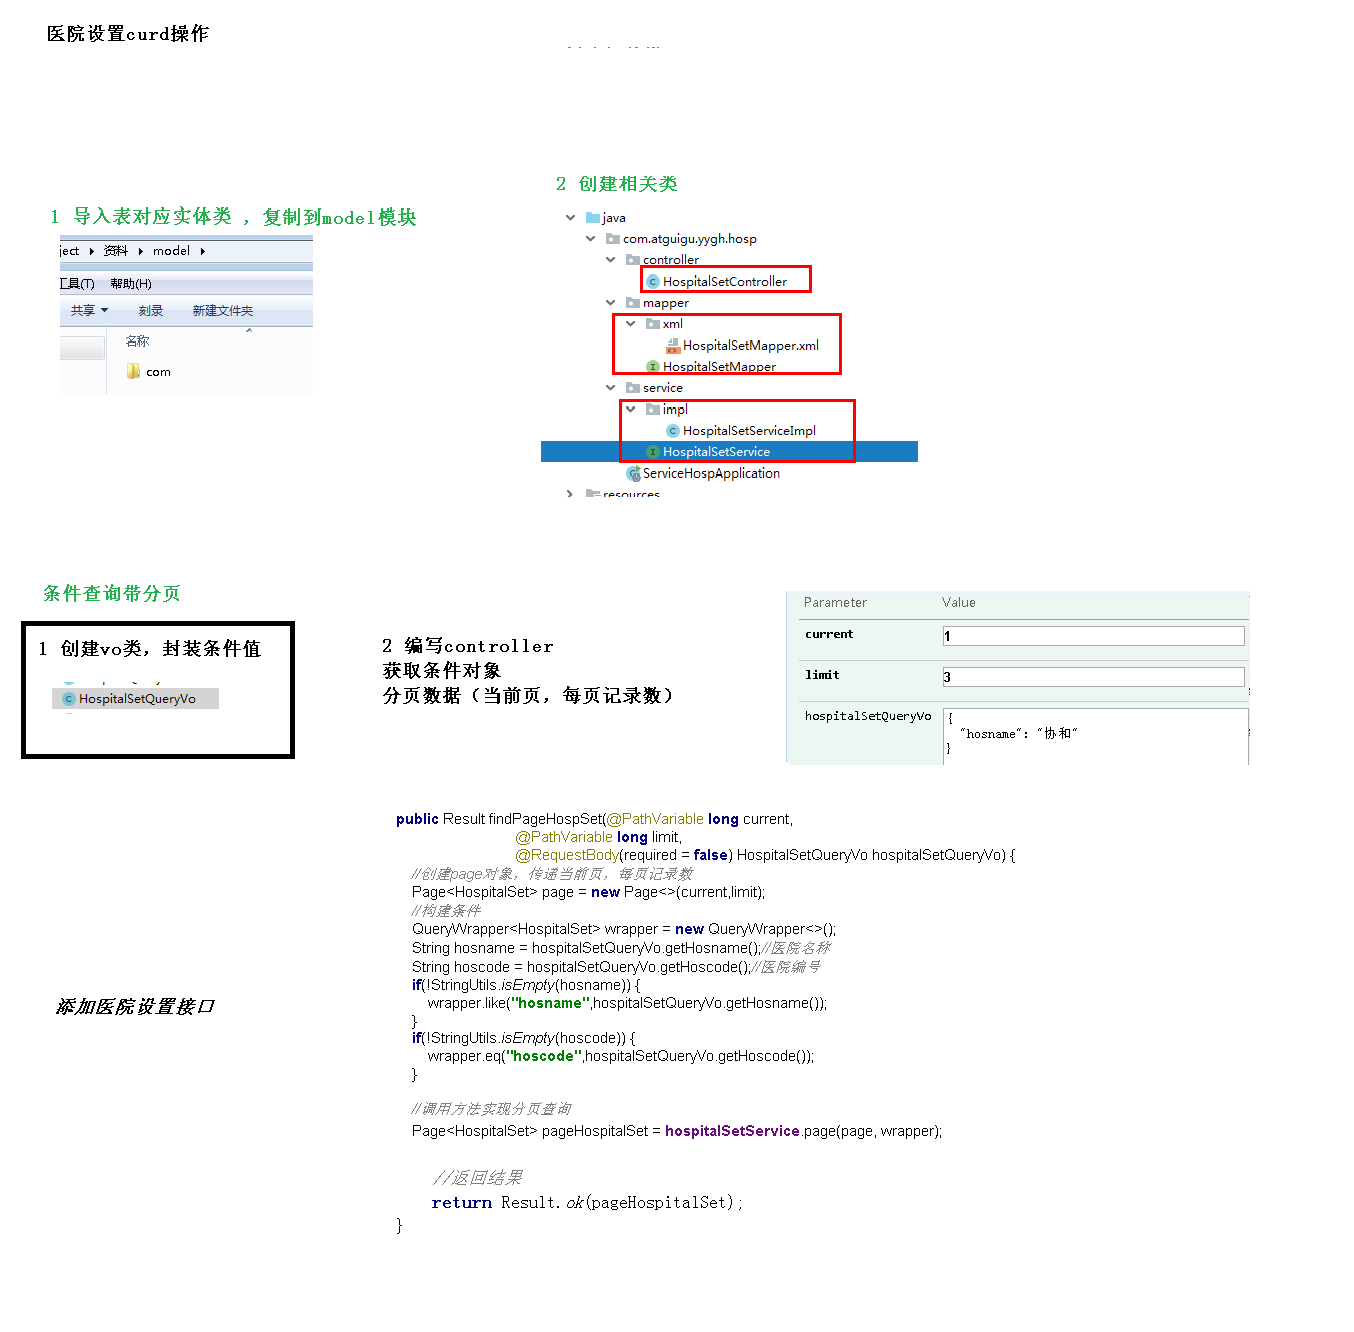 医院设置curd操作
1 导入表对应实体类 ，复制到model模块
ject ▸ 资料 ▸ model ▸
工具(T) 帮助(H)
共享 刻录 新建文件夹
名称
com
2 创建相关类
java
com.atguigu.yygh.hosp
controller
HospitalSetController
mapper
xml
HospitalSetMapper.xml
HospitalSetMapper
service
impl
HospitalSetServiceImpl
HospitalSetService
ServiceHospApplication
resources
条件查询带分页
1 创建vo类，封装条件值
HospitalSetQueryVo
2 编写controller
获取条件对象
分页数据（当前页，每页记录数）
Parameter Value
current 1
limit 3
hospitalSetQueryVo {
"hosname": "协和"
}
public Result findPageHospSet(@PathVariable long current,
@PathVariable long limit,
@RequestBody(required = false) HospitalSetQueryVo hospitalSetQueryVo) {
//创建page对象，传递当前页，每页记录数
Page<HospitalSet> page = new Page<>(current,limit);
//构建条件
QueryWrapper<HospitalSet> wrapper = new QueryWrapper<>();
String hosname = hospitalSetQueryVo.getHosname();//医院名称
String hoscode = hospitalSetQueryVo.getHoscode();//医院编号
if(!StringUtils.isEmpty(hosname)) {
wrapper.like("hosname",hospitalSetQueryVo.getHosname());
}
if(!StringUtils.isEmpty(hoscode)) {
wrapper.eq("hoscode",hospitalSetQueryVo.getHoscode());
}
//调用方法实现分页查询
Page<HospitalSet> pageHospitalSet = hospitalSetService.page(page, wrapper);
//返回结果
return Result.ok(pageHospitalSet);
}
添加医院设置接口